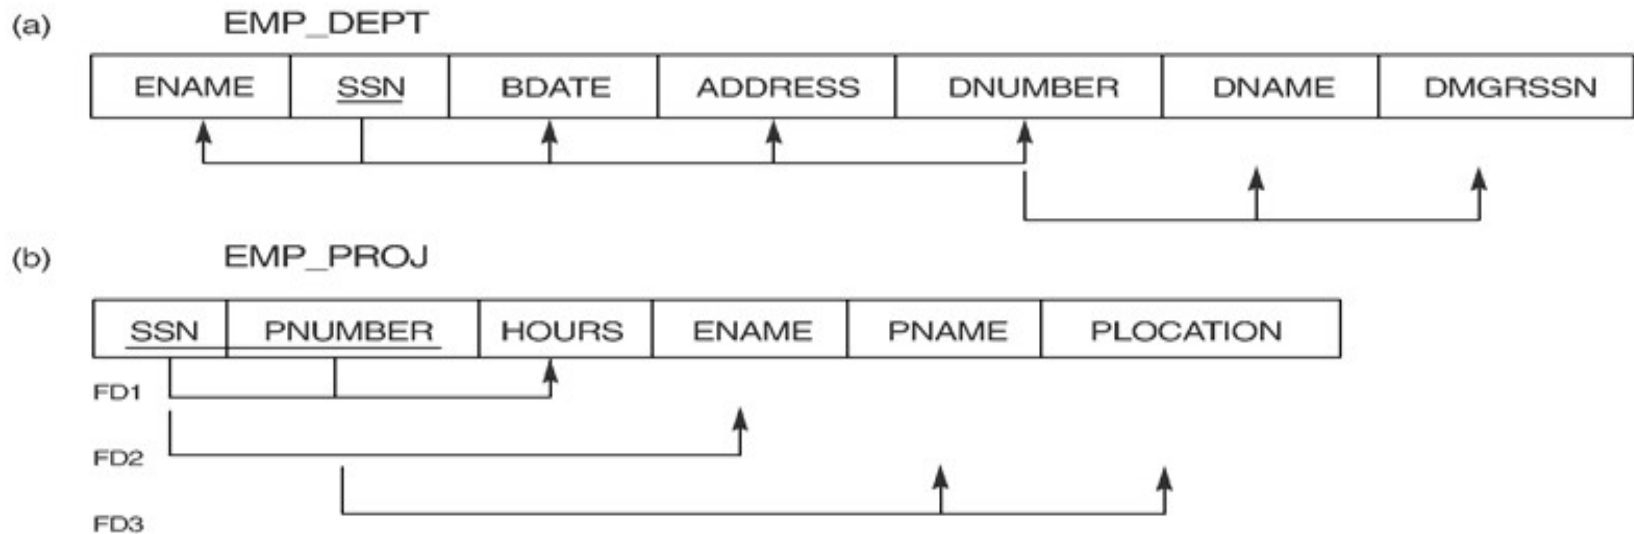 (a) EMP_DEPT
ENAME SSN BDATE ADDRESS DNUMBER DNAME DMGRSSN
(b) EMP_PROJ
SSN PNUMBER HOURS ENAME PNAME PLOCATION
FD1
FD2
FD3